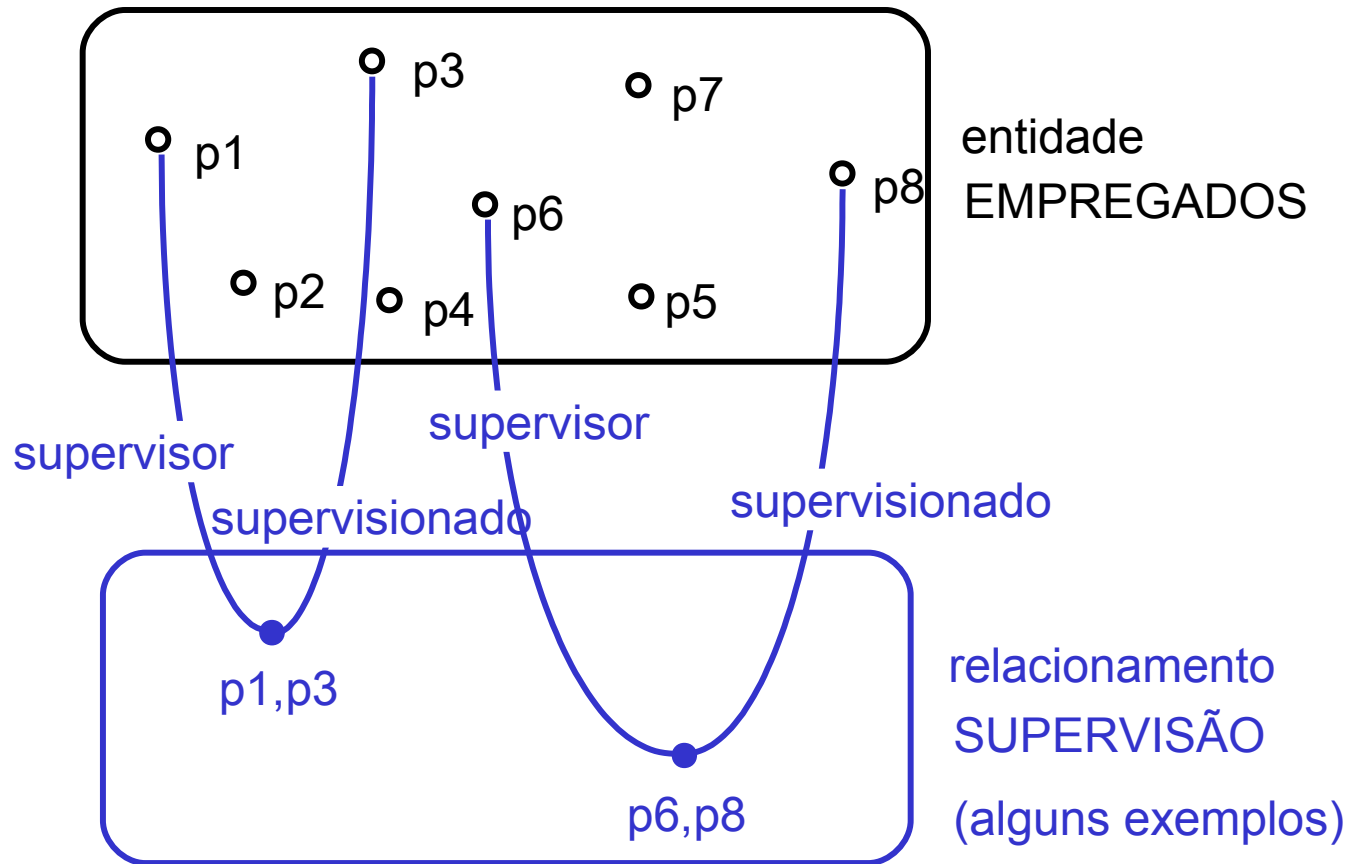 p3
p7
p1
entidade
p8
EMPREGADOS
p6
p2
p4
p5
supervisor
supervisor
supervisionado
supervisionado
p1,p3
relacionamento
SUPERVISÃO
p6,p8
(alguns exemplos)